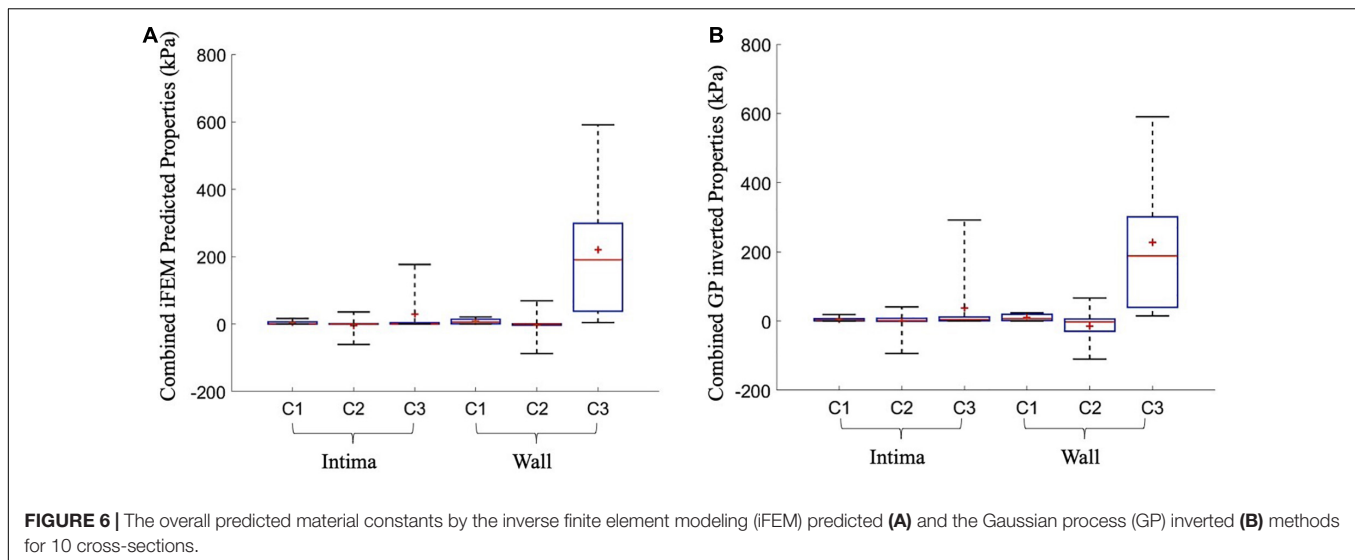 A
Combined iFEM Predicted Properties (kPa)
800
600
400
200
0
-200
C1 C2 C3 C1 C2 C3
Intima Wall
B
Combined GP inverted Properties (kPa)
800
600
400
200
0
-200
C1 C2 C3 C1 C2 C3
Intima Wall
FIGURE 6 | The overall predicted material constants by the inverse finite element modeling (iFEM) predicted (A) and the Gaussian process (GP) inverted (B) methods
for 10 cross-sections.